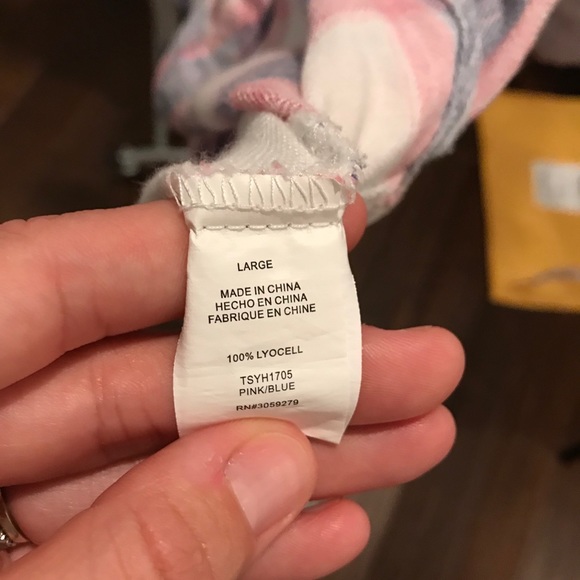 LARGE
MADE IN CHINA
HECHO EN CHINA
FABRIQUE EN CHINE
100% LYOCELL
TSYH1705
PINK/BLUE
RN#3059279